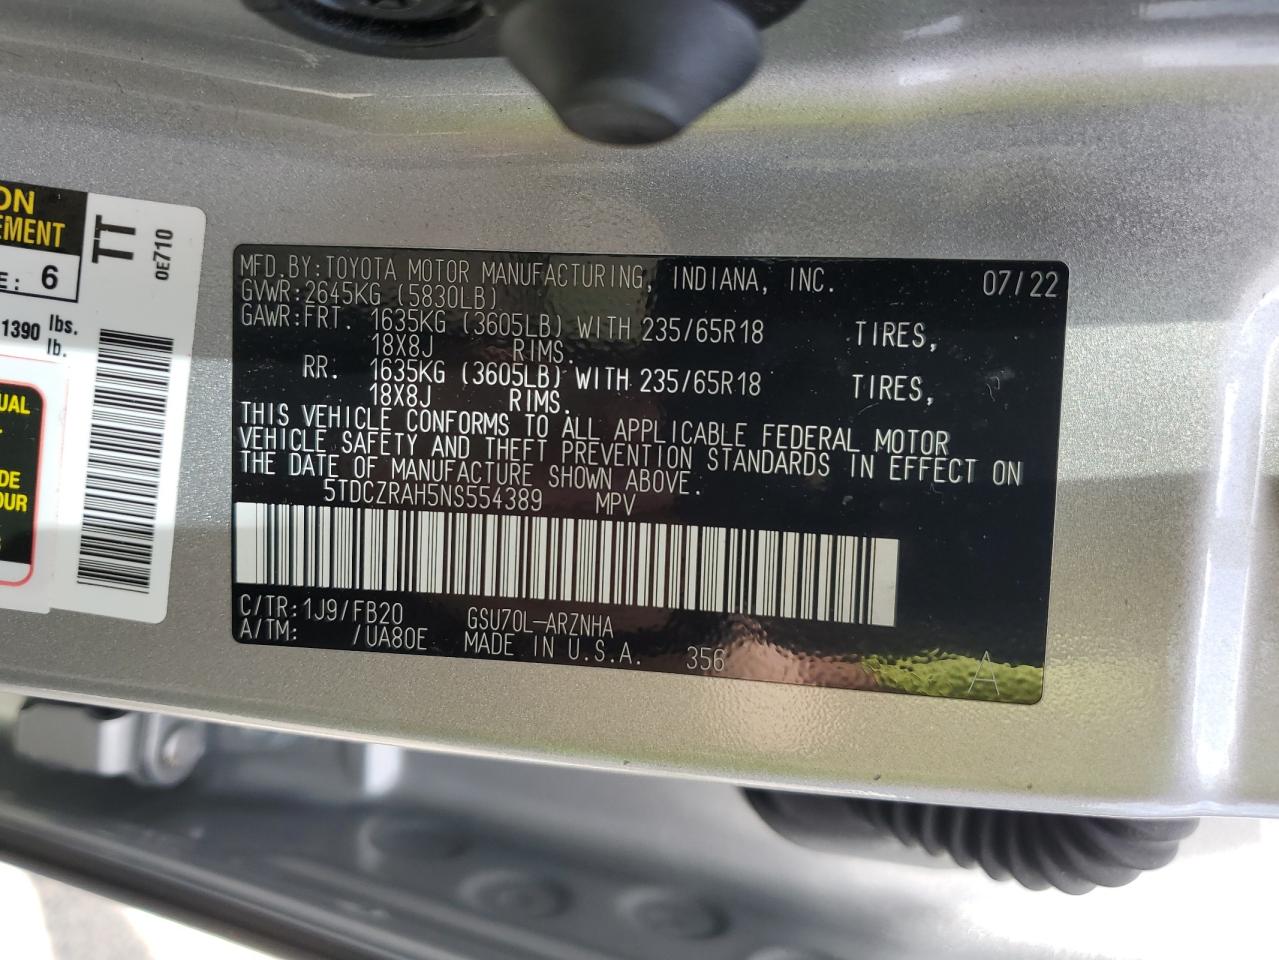 ON
EMENT
E: 6
1390 lbs.
lb.
UAL
DE
OUR
TT
0E710
MFD.BY:TOYOTA MOTOR MANUFACTURING, INDIANA, INC. 07/22
GVWR:2645KG (5830LB)
GAWR:FRT. 1635KG (3605LB) WITH 235/65R18 TIRES,
18X8J RIMS.
RR. 1635KG (3605LB) WITH 235/65R18 TIRES,
18X8J RIMS.
THIS VEHICLE CONFORMS TO ALL APPLICABLE FEDERAL MOTOR
VEHICLE SAFETY AND THEFT PREVENTION STANDARDS IN EFFECT ON
THE DATE OF MANUFACTURE SHOWN ABOVE.
5TDCZRAH5NS554389 MPV
C/TR:1J9/FB20 GSU70L-ARZNHA
A/TM: /UA80E MADE IN U.S.A. 356 A